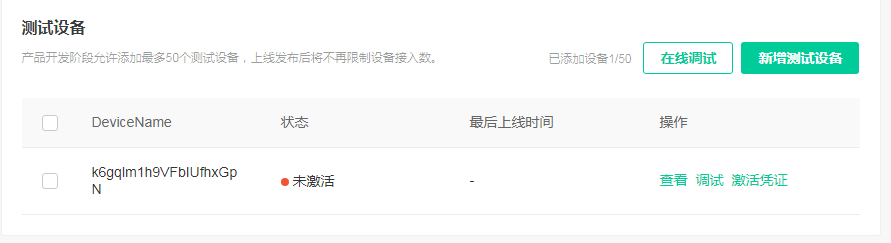 测试设备
产品开发阶段允许添加最多50个测试设备，上线发布后将不再限制设备接入数。 已添加设备1/50 在线调试 新增测试设备
DeviceName 状态 最后上线时间 操作
k6gqlm1h9VFbIUfhxGp
N
未激活 - 查看 调试 激活凭证